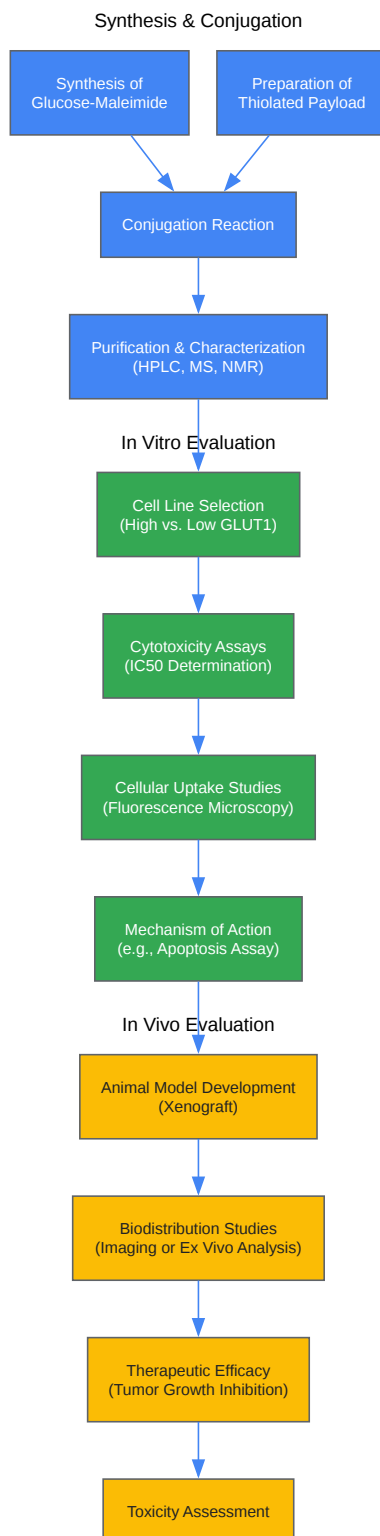 Synthesis & Conjugation
Synthesis of
Glucose-Maleimide
Preparation of
Thiolated Payload
Conjugation Reaction
Purification & Characterization
(HPLC, MS, NMR)
In Vitro Evaluation
Cell Line Selection
(High vs. Low GLUT1)
Cytotoxicity Assays
(IC50 Determination)
Cellular Uptake Studies
(Fluorescence Microscopy)
Mechanism of Action
(e.g., Apoptosis Assay)
In Vivo Evaluation
Animal Model Development
(Xenograft)
Biodistribution Studies
(Imaging or Ex Vivo Analysis)
Therapeutic Efficacy
(Tumor Growth Inhibition)
Toxicity Assessment